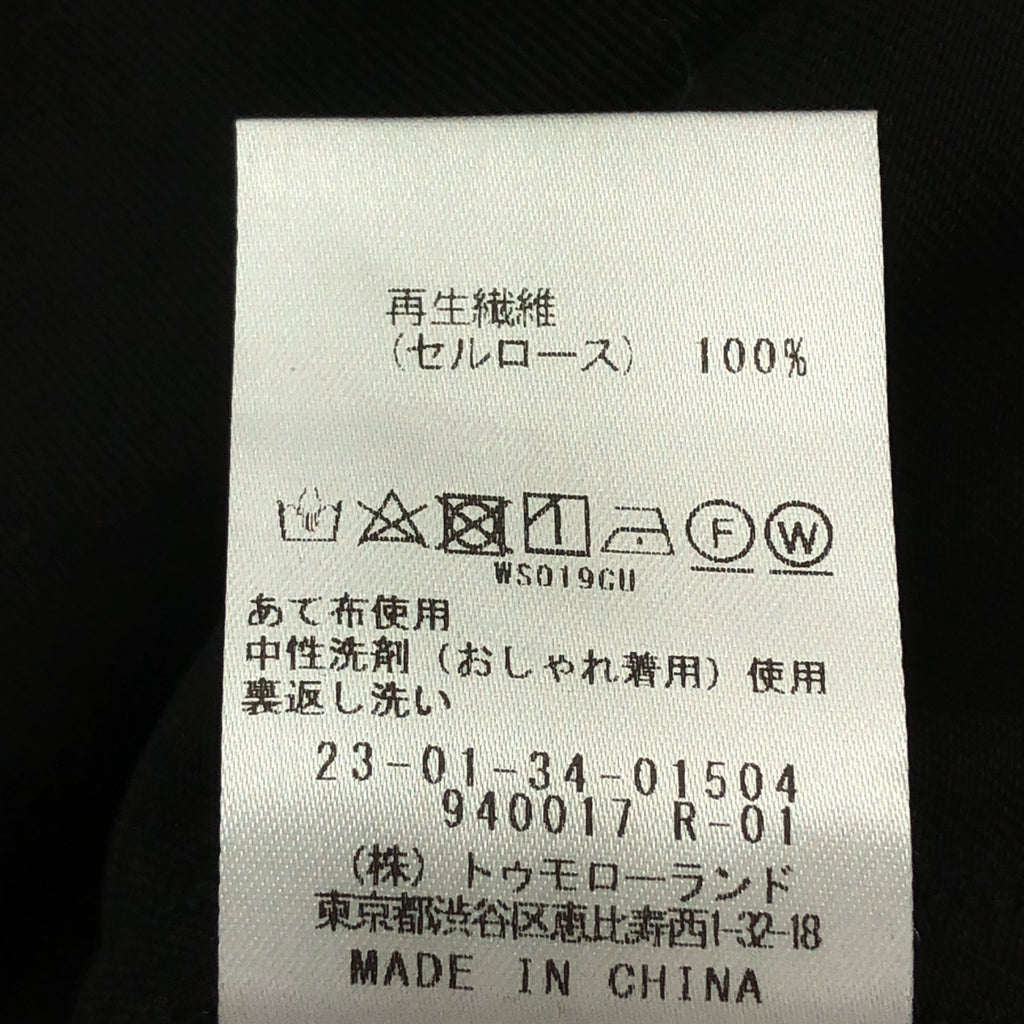 再生繊維
(セルロース) 100%
F W
WS019GU
あて布使用
中性洗剤 (おしゃれ着用) 使用
裏返し洗い
23-01-34-01504
940017 R-01
(株) トゥモローランド
東京都渋谷区恵比寿西1-32-18
MADE IN CHINA